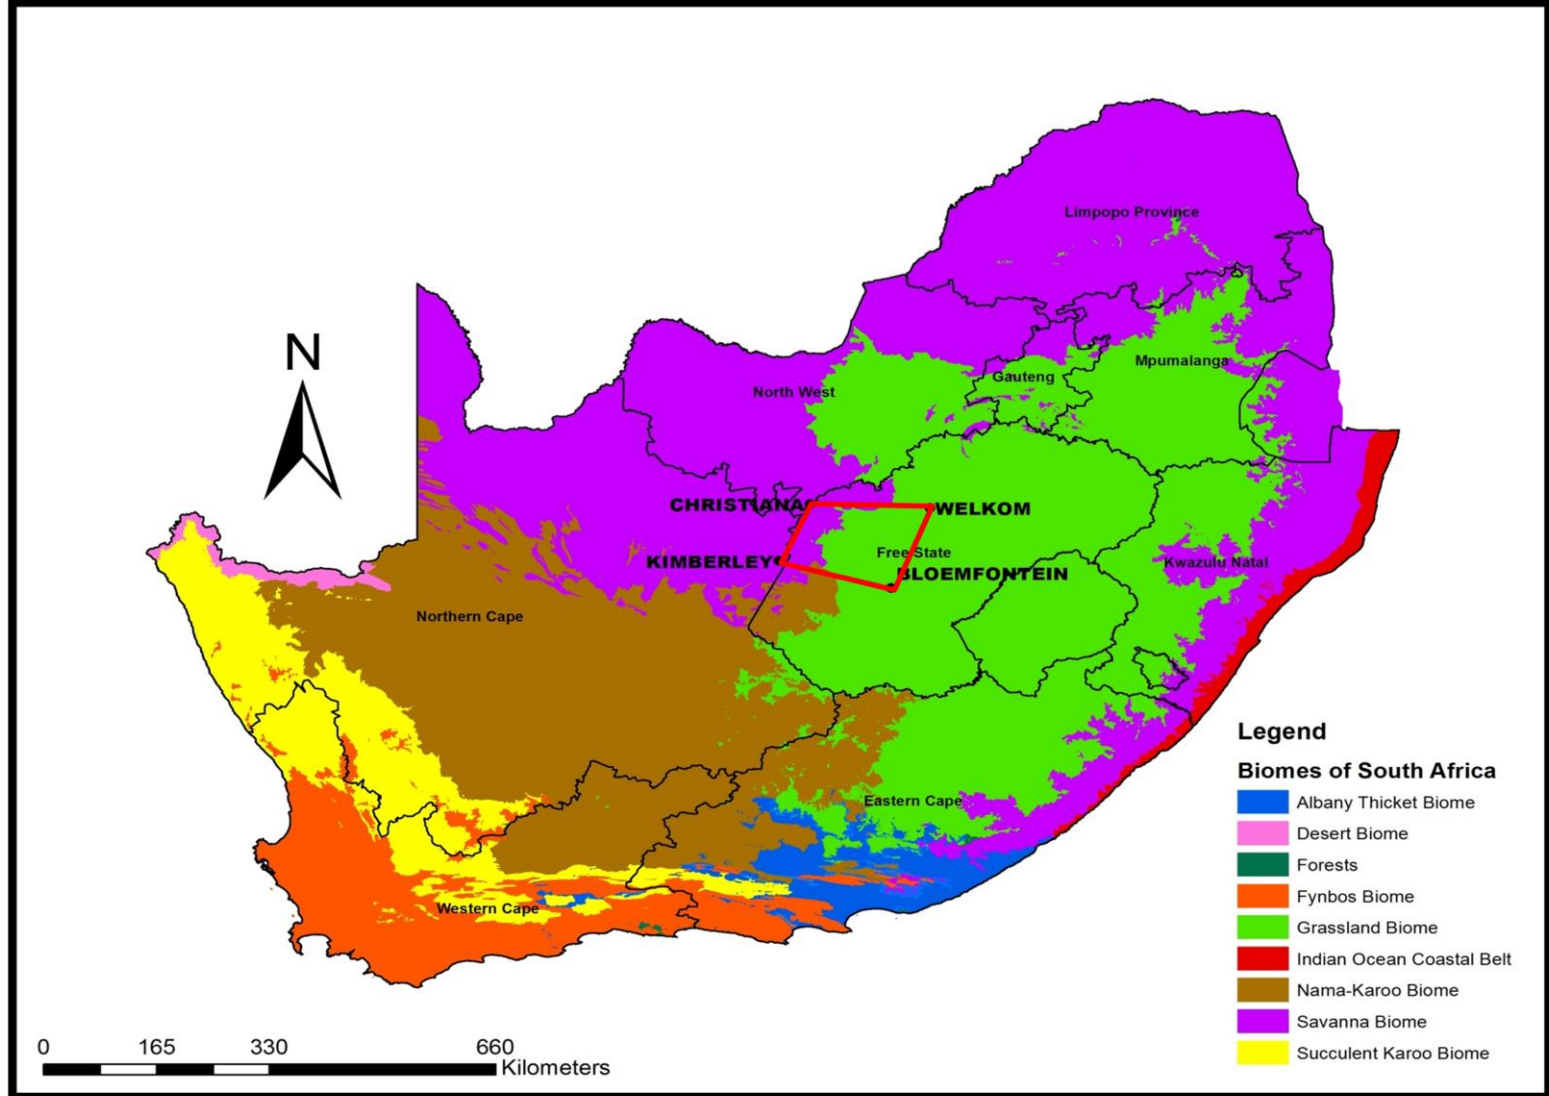 Limpopo Province
N
Mpumalanga
Gauteng
North West
CHRISTIANA
WELKOM
Free State
KIMBERLEY
Kwazulu Natal
BLOEMFONTEIN
Northern Cape
Legend
Biomes of South Africa
Eastern Cape
Albany Thicket Biome
Desert Biome
Forests
Fynbos Biome
Western Cape
Grassland Biome
Indian Ocean Coastal Belt
Nama-Karoo Biome
Savanna Biome
Succulent Karoo Biome
0 165 330 660
Kilometers